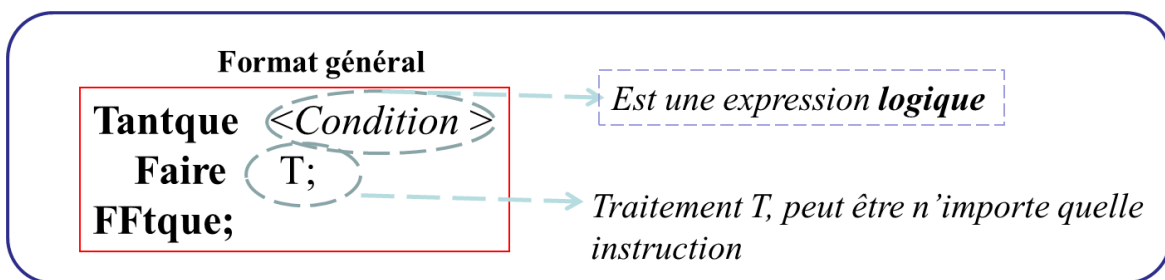 Format général
Tantque <Condition >
Faire T;
FFtque;
Est une expression logique
Traitement T, peut être n’importe quelle
instruction